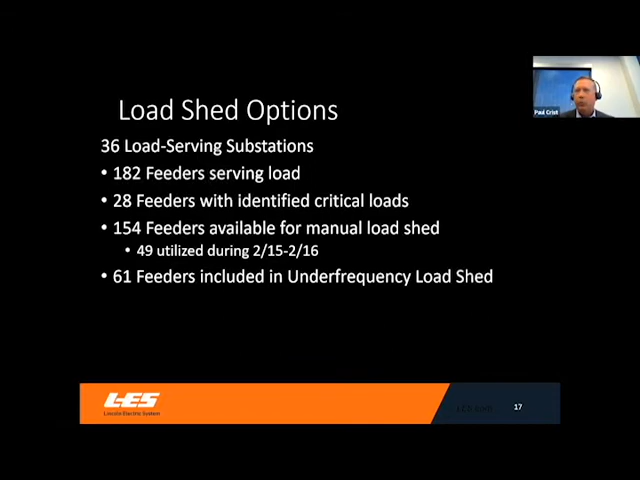 Paul Crist
Load Shed Options
36 Load-Serving Substations
• 182 Feeders serving load
• 28 Feeders with identified critical loads
• 154 Feeders available for manual load shed
• 49 utilized during 2/15-2/16
• 61 Feeders included in Underfrequency Load Shed
LES
Lincoln Electric System
17